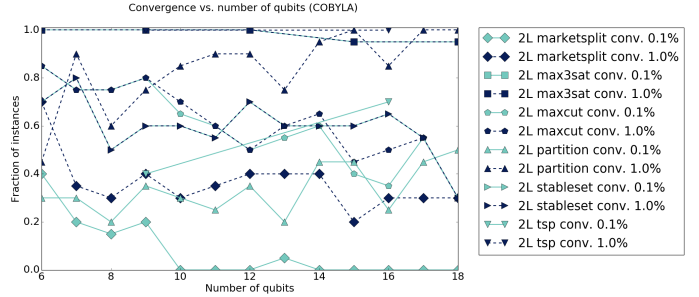 Convergence vs. number of qubits (COBYLA)
1.0
0.8
0.6
0.4
0.2
0.0
Fraction of instances
6
8
10
12
14
16
18
Number of qubits
2L marketsplit conv. 0.1%
2L marketsplit conv. 1.0%
2L max3sat conv. 0.1%
2L max3sat conv. 1.0%
2L maxcut conv. 0.1%
2L maxcut conv. 1.0%
2L partition conv. 0.1%
2L partition conv. 1.0%
2L stableset conv. 0.1%
2L stableset conv. 1.0%
2L tsp conv. 0.1%
2L tsp conv. 1.0%